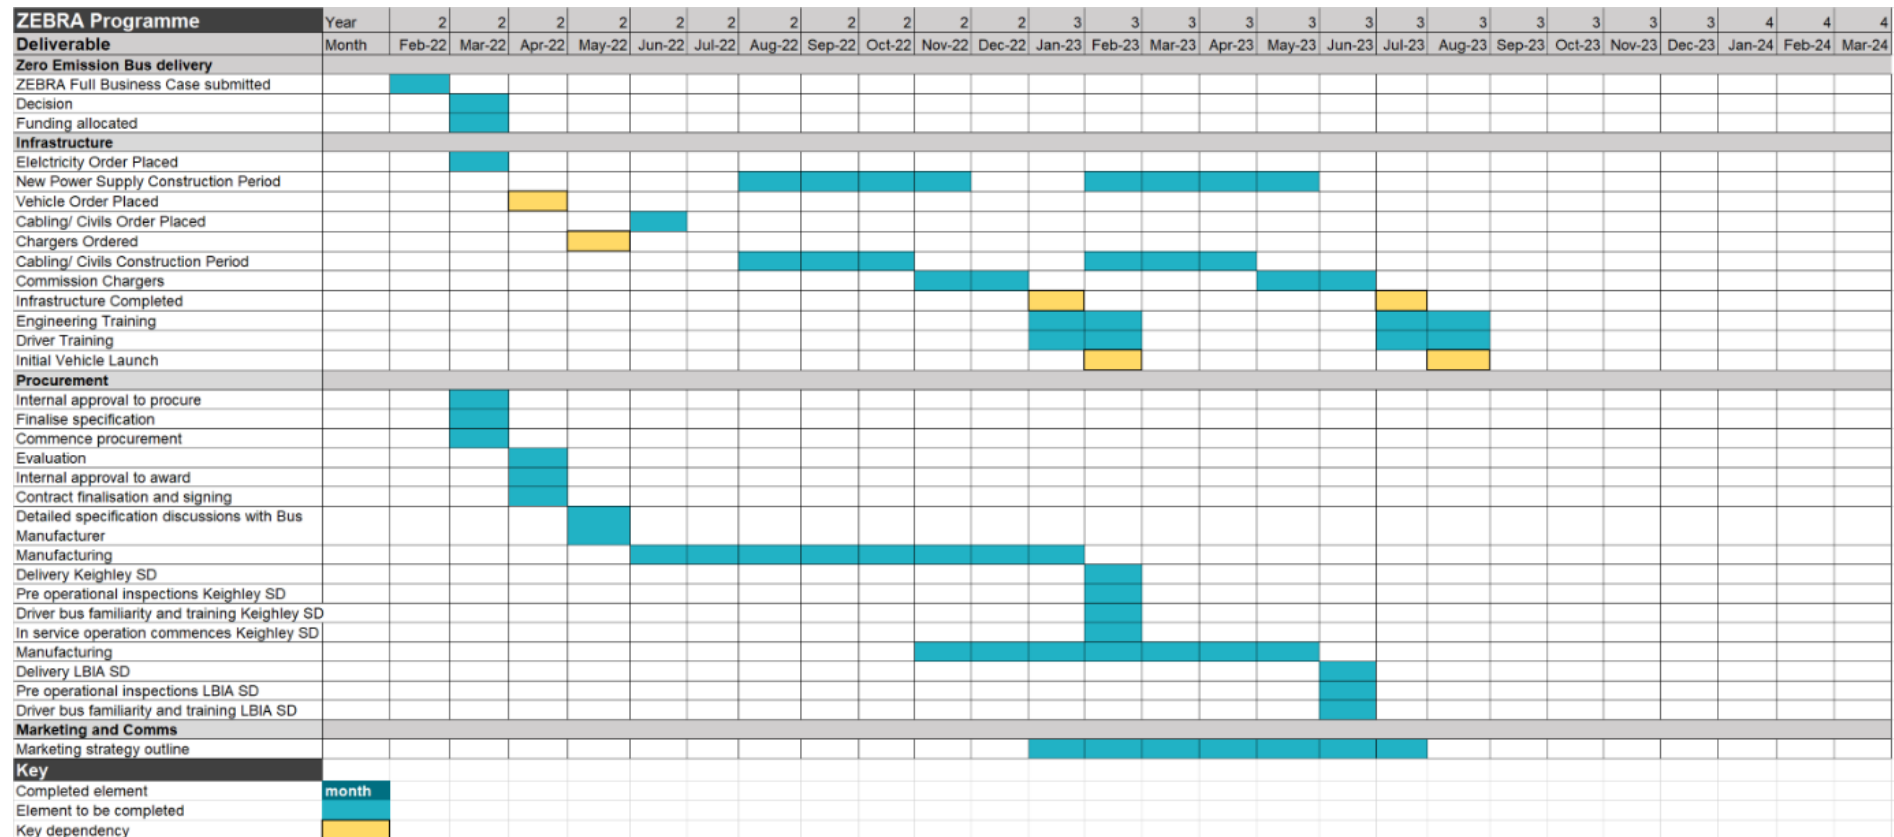 ZEBRA Programme Year 2 2 2 2 2 2 2 2 2 2 2 3 3 3 3 3 3 3 3 3 3 3 3 4 4 4
Deliverable Month Feb-22 Mar-22 Apr-22 May-22 Jun-22 Jul-22 Aug-22 Sep-22 Oct-22 Nov-22 Dec-22 Jan-23 Feb-23 Mar-23 Apr-23 May-23 Jun-23 Jul-23 Aug-23 Sep-23 Oct-23 Nov-23 Dec-23 Jan-24 Feb-24 Mar-24
Zero Emission Bus delivery
ZEBRA Full Business Case submitted
Decision
Funding allocated
Infrastructure
Elelctricity Order Placed
New Power Supply Construction Period
Vehicle Order Placed
Cabling/ Civils Order Placed
Chargers Ordered
Cabling/ Civils Construction Period
Commission Chargers
Infrastructure Completed
Engineering Training
Driver Training
Initial Vehicle Launch
Procurement
Internal approval to procure
Finalise specification
Commence procurement
Evaluation
Internal approval to award
Contract finalisation and signing
Detailed specification discussions with Bus
Manufacturer
Manufacturing
Delivery Keighley SD
Pre operational inspections Keighley SD
Driver bus familiarity and training Keighley SD
In service operation commences Keighley SD
Manufacturing
Delivery LBIA SD
Pre operational inspections LBIA SD
Driver bus familiarity and training LBIA SD
Marketing and Comms
Marketing strategy outline
Key
Completed element month
Element to be completed
Key dependency